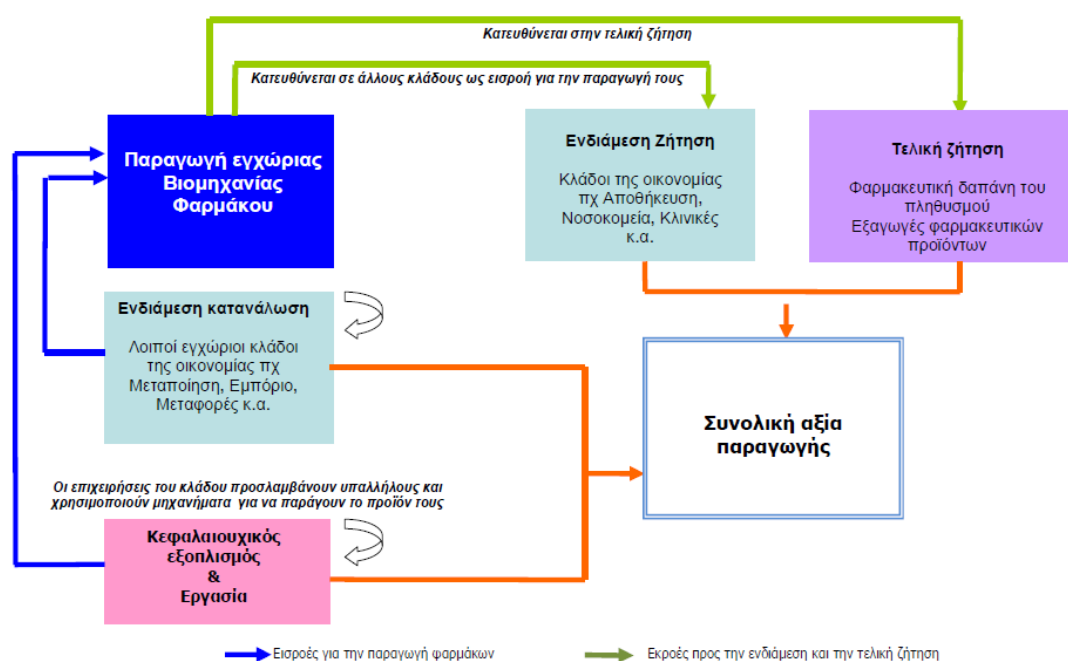 Κατευθύνεται στην τελική ζήτηση
Κατευθύνεται σε άλλους κλάδους ως εισροή για την παραγωγή τους
Παραγωγή εγχώριας
Βιομηχανίας
Φαρμάκου
Ενδιάμεση Ζήτηση
Κλάδοι της οικονομίας
πχ Αποθήκευση,
Νοσοκομεία, Κλινικές
κ.α.
Τελική ζήτηση
Φαρμακευτική δαπάνη του
πληθυσμού
Εξαγωγές φαρμακευτικών
προϊόντων
Ενδιάμεση κατανάλωση
Λοιποί εγχώριοι κλάδοι
της οικονομίας πχ
Μεταποίηση, Εμπόριο,
Μεταφορές κ.α.
Συνολική αξία
παραγωγής
Οι επιχειρήσεις του κλάδου προσλαμβάνουν υπαλλήλους και
χρησιμοποιούν μηχανήματα για να παράγουν το προϊόν τους
Κεφαλαιουχικός
εξοπλισμός
&
Εργασία
Εισροές για την παραγωγή φαρμάκων
Εκροές προς την ενδιάμεση και την τελική ζήτηση